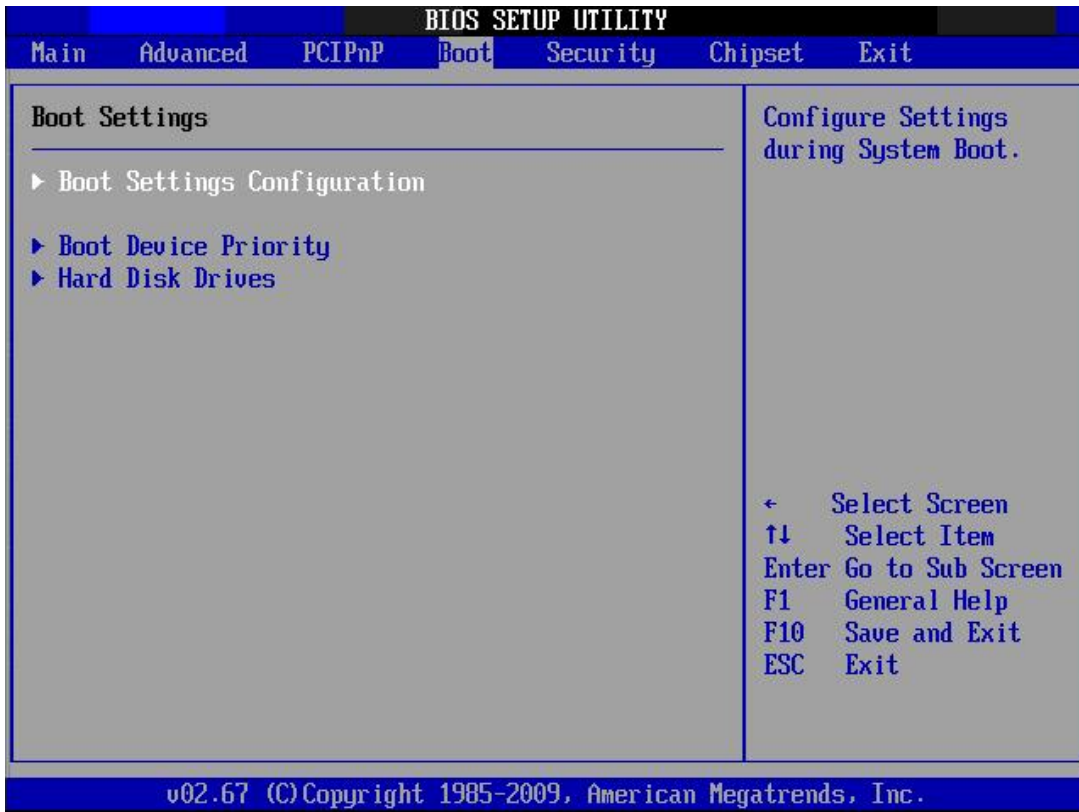 BIOS SETUP UTILITY
Main Advanced PCIPnP Boot Security Chipset Exit
Boot Settings
▶ Boot Settings Configuration
▶ Boot Device Priority
▶ Hard Disk Drives
Configure Settings
during System Boot.
← Select Screen
↑↓ Select Item
Enter Go to Sub Screen
F1 General Help
F10 Save and Exit
ESC Exit
v02.67 (C)Copyright 1985-2009, American Megatrends, Inc.